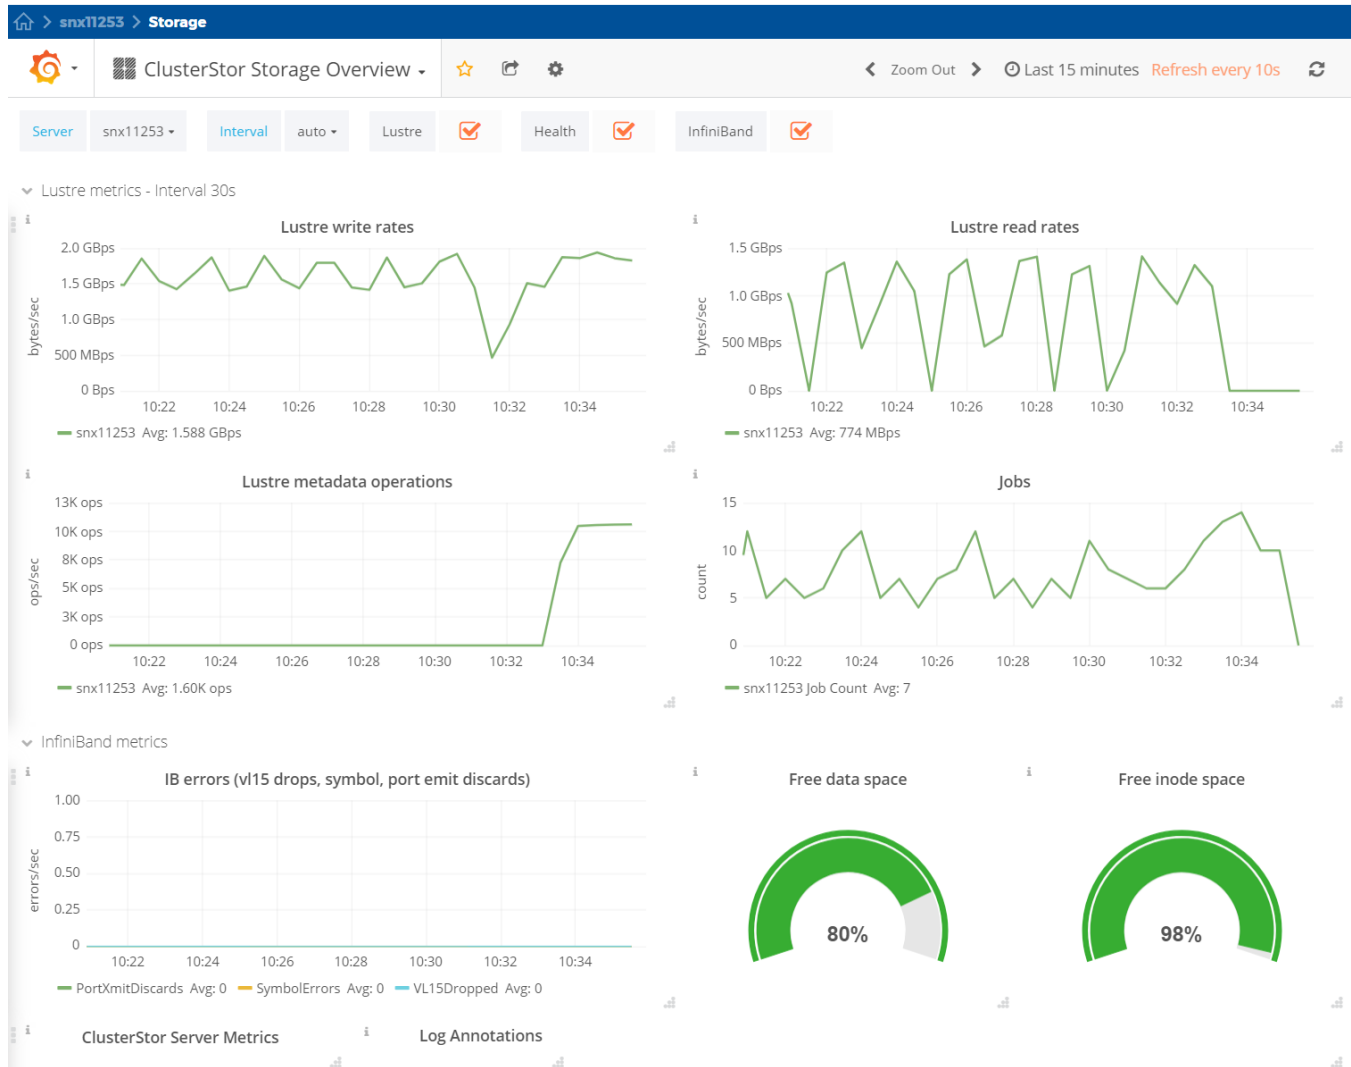 snx11253 > Storage
ClusterStor Storage Overview
Zoom Out
Last 15 minutes Refresh every 10s
Server snx11253 Interval auto Lustre Health InfiniBand
Lustre metrics - Interval 30s
Lustre write rates
bytes/sec
2.0 GBps
1.5 GBps
1.0 GBps
500 MBps
0 Bps
10:22 10:24 10:26 10:28 10:30 10:32 10:34
snx11253 Avg: 1.588 GBps
Lustre read rates
bytes/sec
1.5 GBps
1.0 GBps
500 MBps
0 Bps
10:22 10:24 10:26 10:28 10:30 10:32 10:34
snx11253 Avg: 774 MBps
Lustre metadata operations
ops/sec
13K ops
10K ops
8K ops
5K ops
3K ops
0 ops
10:22 10:24 10:26 10:28 10:30 10:32 10:34
snx11253 Avg: 1.60K ops
Jobs
count
15
10
5
0
10:22 10:24 10:26 10:28 10:30 10:32 10:34
snx11253 Job Count Avg: 7
InfiniBand metrics
IB errors (vl15 drops, symbol, port emit discards)
errors/sec
1.00
0.75
0.50
0.25
0
10:22 10:24 10:26 10:28 10:30 10:32 10:34
PortXmitDiscards Avg: 0 SymbolErrors Avg: 0 VL15Dropped Avg: 0
Free data space
80%
Free inode space
98%
ClusterStor Server Metrics
Log Annotations